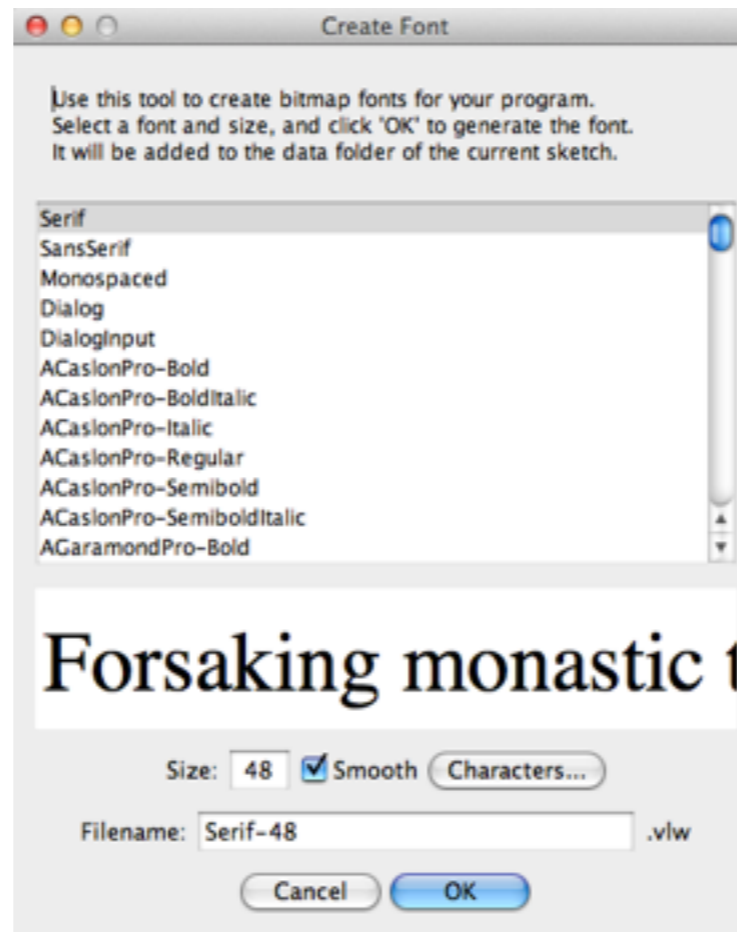 Create Font
Use this tool to create bitmap fonts for your program.
Select a font and size, and click 'OK' to generate the font.
It will be added to the data folder of the current sketch.
Serif
SansSerif
Monospaced
Dialog
DialogInput
ACaslonPro-Bold
ACaslonPro-BoldItalic
ACaslonPro-Italic
ACaslonPro-Regular
ACaslonPro-Semibold
ACaslonPro-SemiboldItalic
AGaramondPro-Bold
Forsaking monastic t
Size: 48 Smooth Characters...
Filename: Serif-48 .vlw
Cancel OK